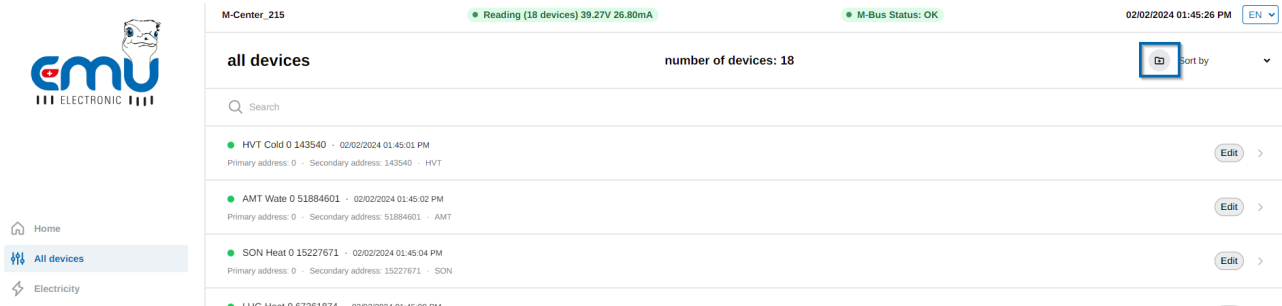 M-Center_215
Reading (18 devices) 39.27V 26.80mA
M-Bus Status: OK
02/02/2024 01:45:26 PM
EN
emu
ELECTRONIC
all devices
number of devices: 18
Sort by
Search
HVT Cold 0 143540 · 02/02/2024 01:45:01 PM
Primary address: 0 · Secondary address: 143540 · HVT
Edit
AMT Wate 0 51884601 · 02/02/2024 01:45:02 PM
Primary address: 0 · Secondary address: 51884601 · AMT
Edit
SON Heat 0 15227671 · 02/02/2024 01:45:04 PM
Primary address: 0 · Secondary address: 15227671 · SON
Edit
Home
All devices
Electricity